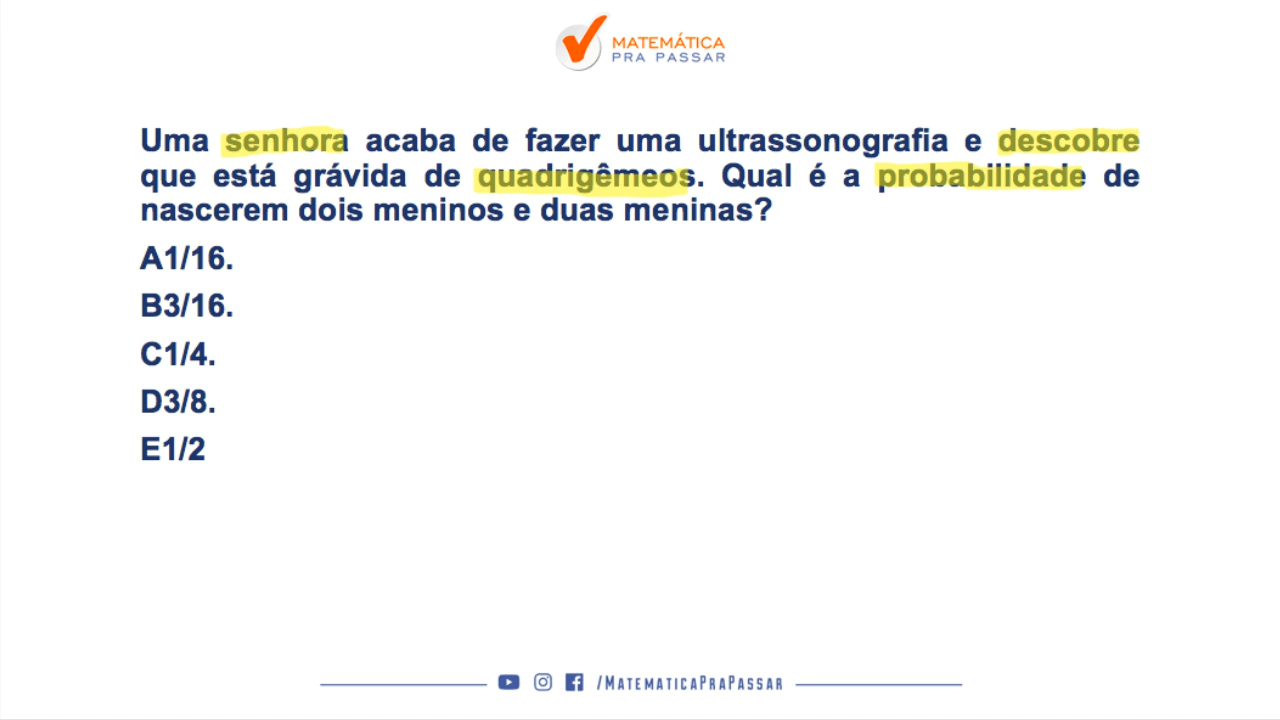 MATEMÁTICA
PRA PASSAR
Uma senhora acaba de fazer uma ultrassonografia e descobre
que está grávida de quadrigêmeos. Qual é a probabilidade de
nascerem dois meninos e duas meninas?
A1/16.
B3/16.
C1/4.
D3/8.
E1/2
/MATEMATICAPRAPASSAR